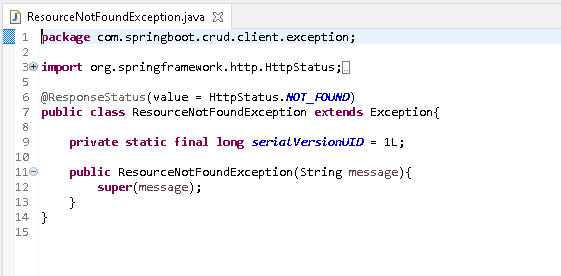 ResourceNotFoundException.java
1 package com.springboot.crud.client.exception;
2
3 import org.springframework.http.HttpStatus;
5
6 @ResponseStatus(value = HttpStatus.NOT_FOUND)
7 public class ResourceNotFoundException extends Exception{
8
9 private static final long serialVersionUID = 1L;
10
11 public ResourceNotFoundException(String message){
12 super(message);
13 }
14 }
15